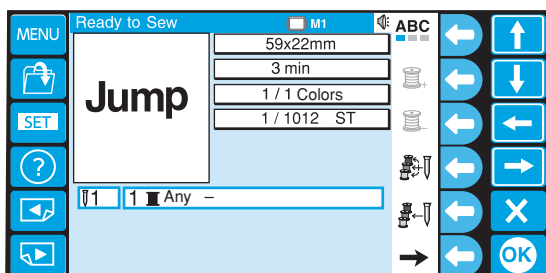 MENU
Ready to Sew
M1
ABC
59x22mm
3 min
Jump
1 / 1 Colors
1 / 1012 ST
SET
?
1
1 Any –
OK